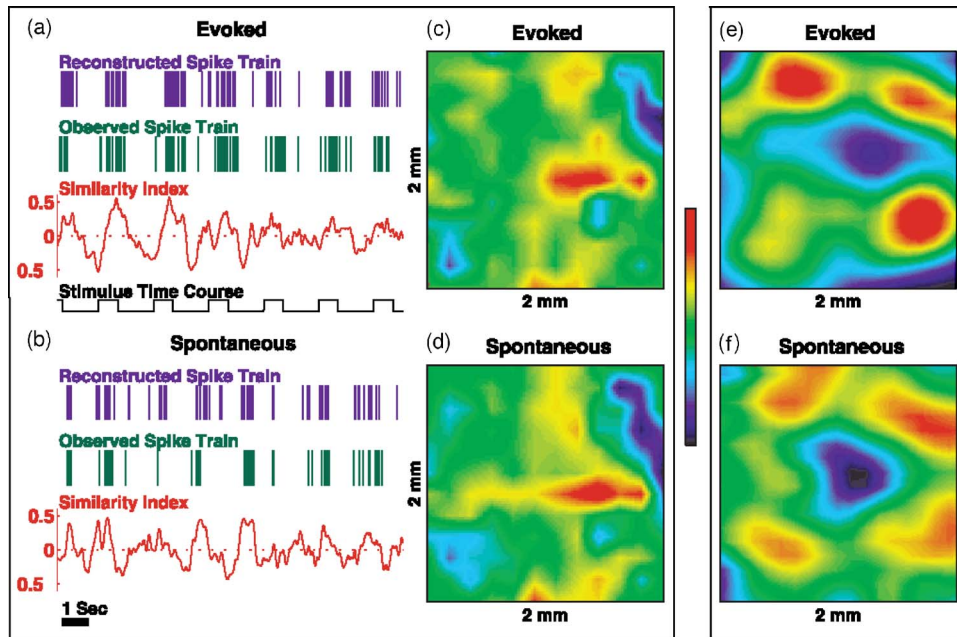 (a)
Evoked
Reconstructed Spike Train
Observed Spike Train
Similarity Index
0.5
0
0.5
Stimulus Time Course
(b)
Spontaneous
Reconstructed Spike Train
Observed Spike Train
Similarity Index
0.5
0
0.5
1 Sec
(c)
Evoked
2 mm
2 mm
(d)
Spontaneous
2 mm
2 mm
(e)
Evoked
2 mm
(f)
Spontaneous
2 mm